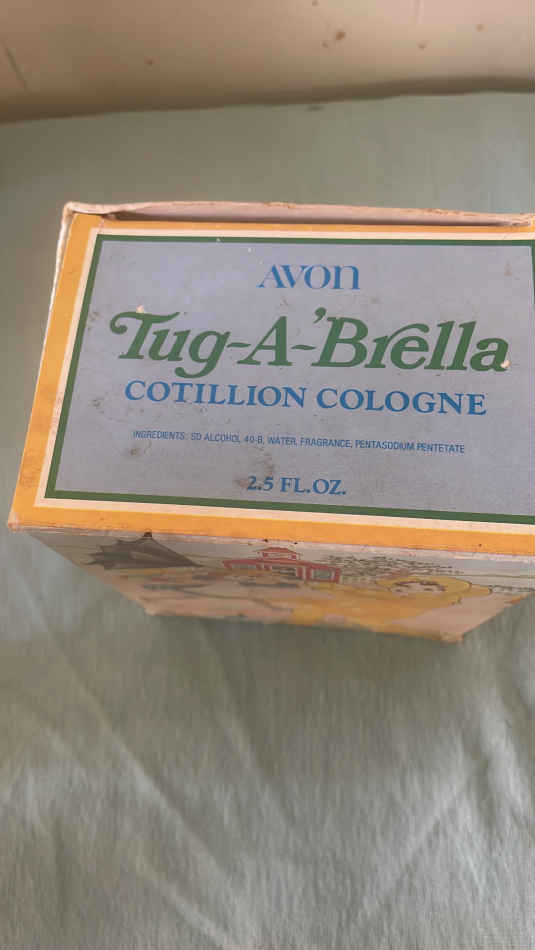 AVON
Tug-A-'Brella
COTILLION COLOGNE
INGREDIENTS: SD ALCOHOL 40-B, WATER, FRAGRANCE, PENTASODIUM PENTETATE
2.5 FL.OZ.